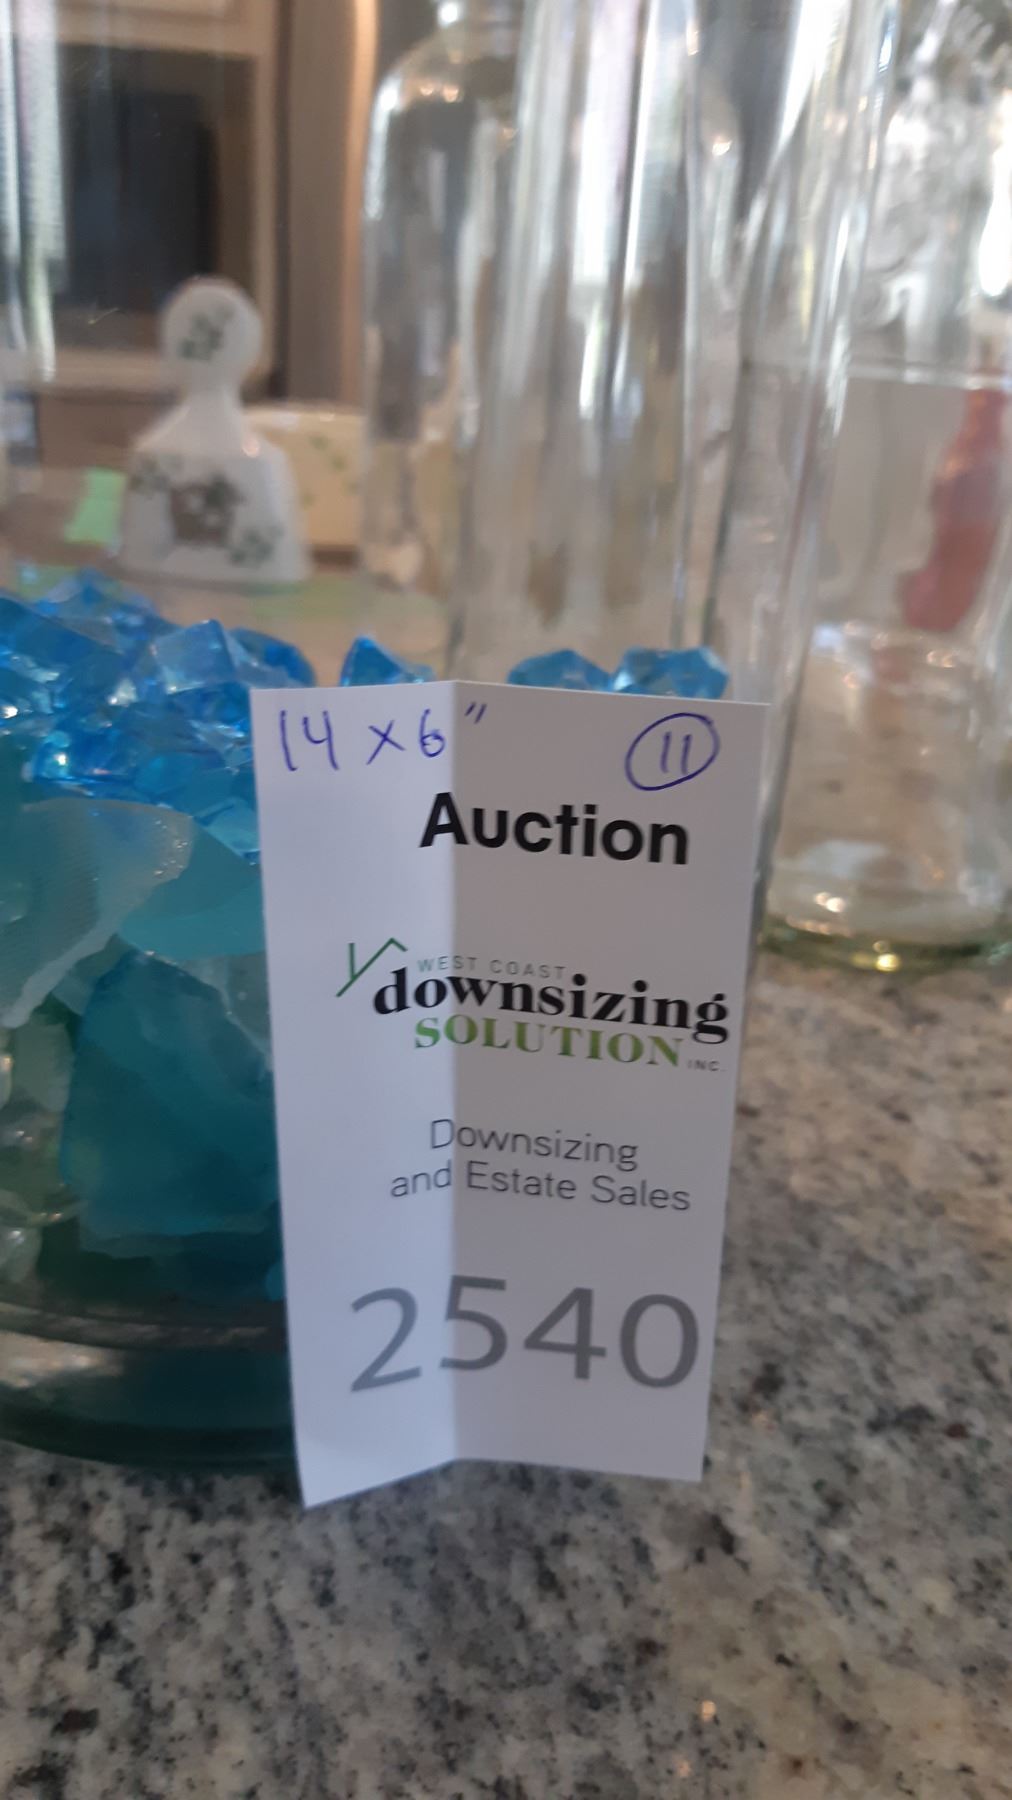 14 x 6" 11
Auction
WEST COAST
downsizing
SOLUTION INC.
Downsizing
and Estate Sales
2540